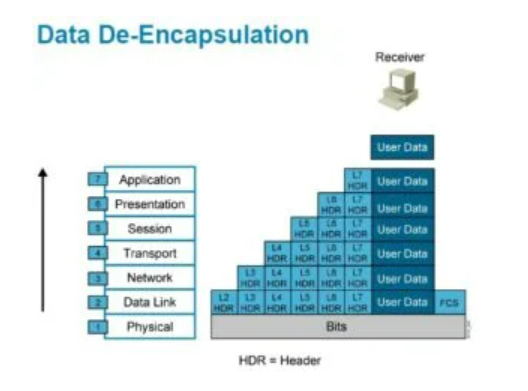 Data De-Encapsulation
Receiver
User Data
7 Application L7 HDR User Data
6 Presentation L6 HDR L7 HDR User Data
5 Session L5 HDR L6 HDR L7 HDR User Data
4 Transport L4 HDR L5 HDR L6 HDR L7 HDR User Data
3 Network L3 HDR L4 HDR L5 HDR L6 HDR L7 HDR User Data
2 Data Link L2 HDR L3 HDR L4 HDR L5 HDR L6 HDR L7 HDR User Data FCS
1 Physical Bits
HDR = Header